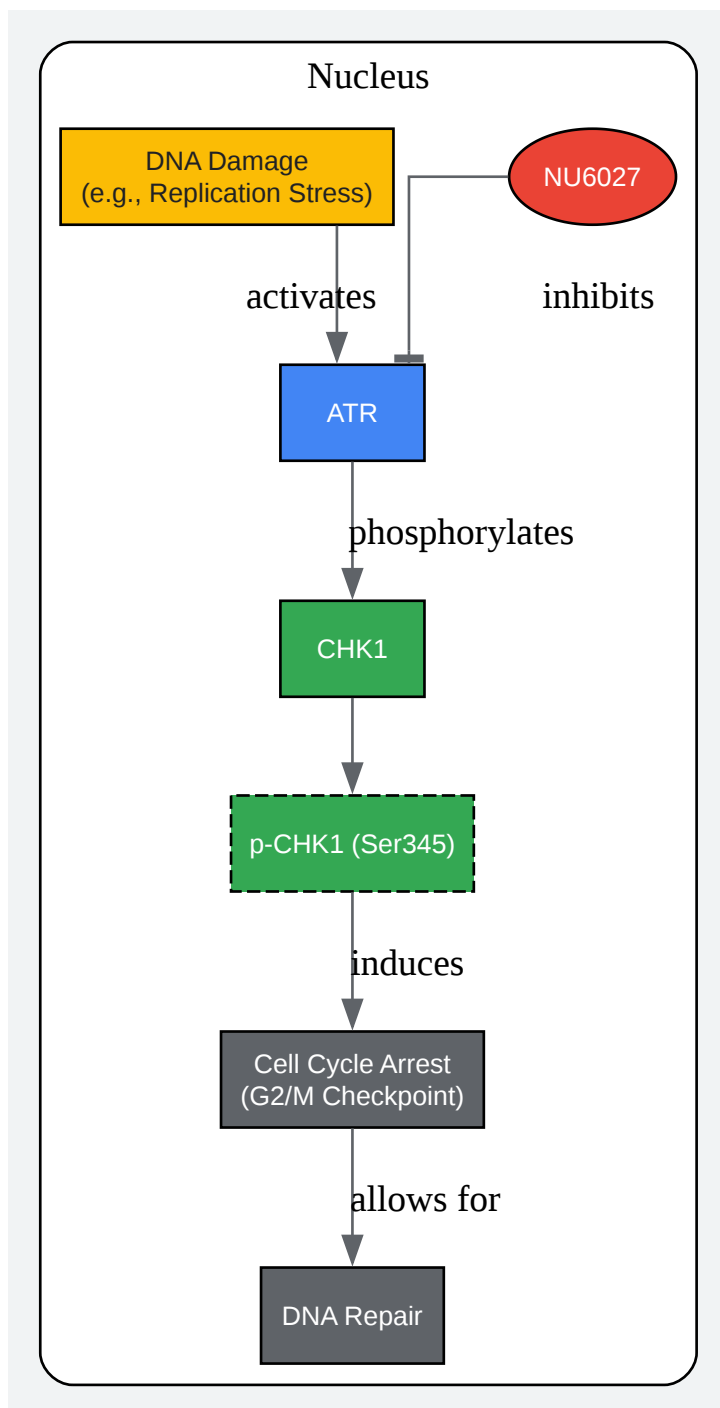 Nucleus
DNA Damage
(e.g., Replication Stress)
NU6027
activates
inhibits
ATR
phosphorylates
CHK1
p-CHK1 (Ser345)
induces
Cell Cycle Arrest
(G2/M Checkpoint)
allows for
DNA Repair